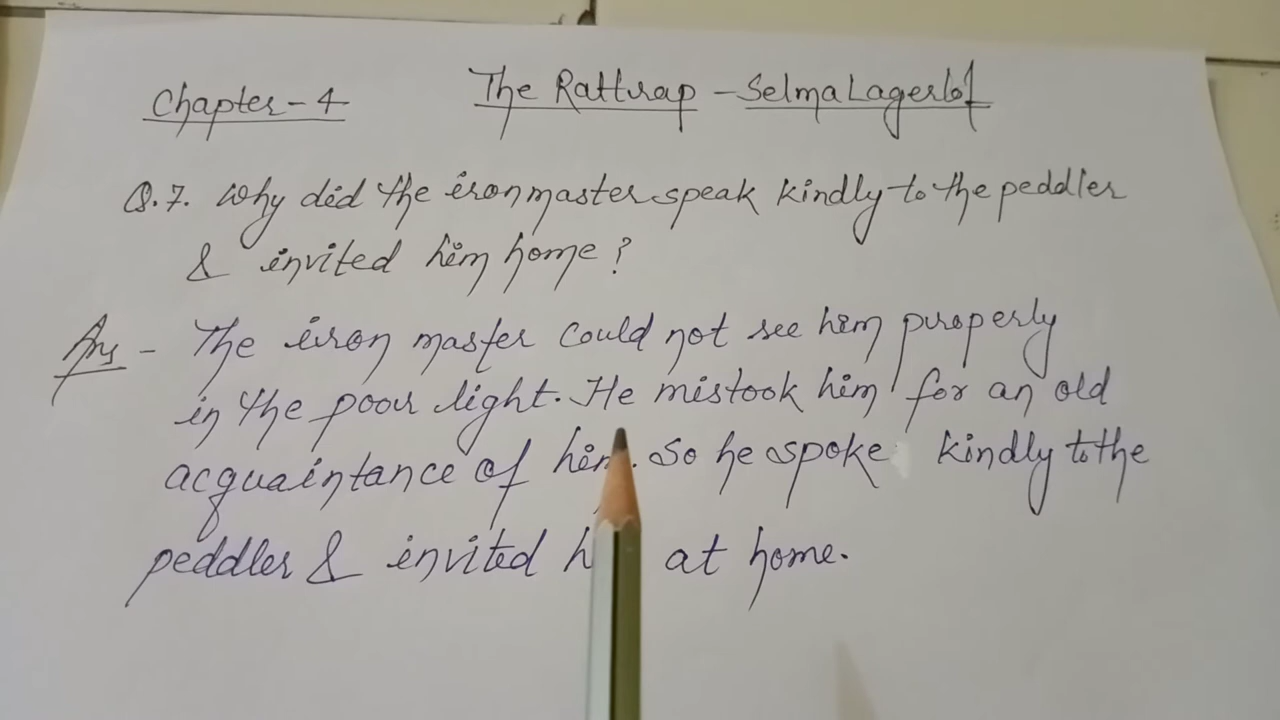 Chapter-4 The Rattrap - Selma Lagerlof
Q.7. Why did the iron master speak kindly to the peddler
& invited him home?
Ans - The iron master could not see him properly
in the poor light. He mistook him for an old
acquaintance of him. So he spoke kindly to the
peddler & invited at home.